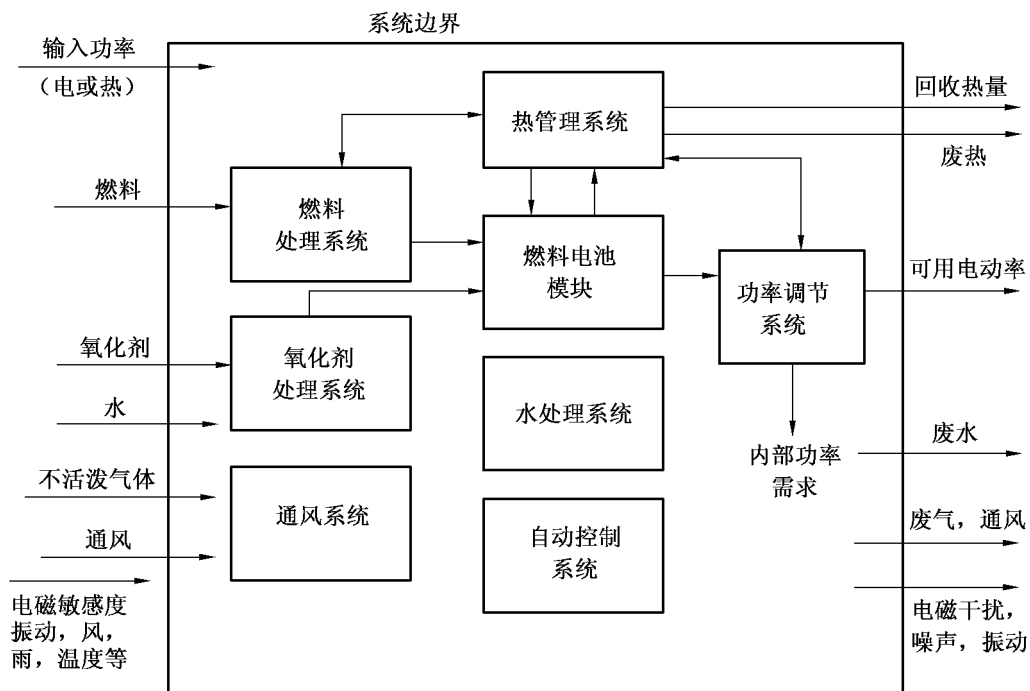 系统边界
输入功率
（电或热）
热管理系统
回收热量
废热
燃料
燃料
处理系统
燃料电池
模块
功率调节
系统
可用电动率
氧化剂
氧化剂
处理系统
水
水处理系统
内部功率
需求
废水
不活泼气体
通风系统
通风
自动控制
系统
废气，通风
电磁敏感度
振动，风，
雨，温度等
电磁干扰，
噪声，振动